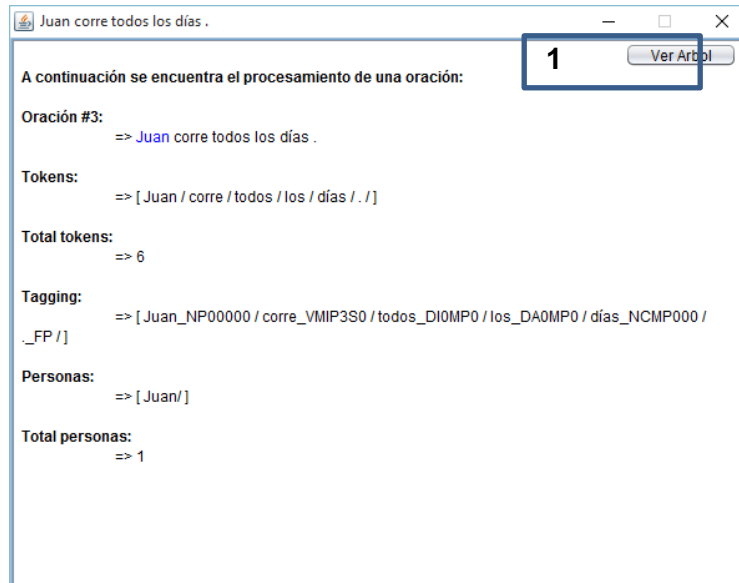 Juan corre todos los días .
1
Ver Arbol
A continuación se encuentra el procesamiento de una oración:
Oración #3:
=> Juan corre todos los días .
Tokens:
=> [ Juan / corre / todos / los / días / . / ]
Total tokens:
=> 6
Tagging:
=> [ Juan_NP00000 / corre_VMIP3S0 / todos_DI0MP0 / los_DA0MP0 / días_NCMP000 /
._FP / ]
Personas:
=> [ Juan/ ]
Total personas:
=> 1